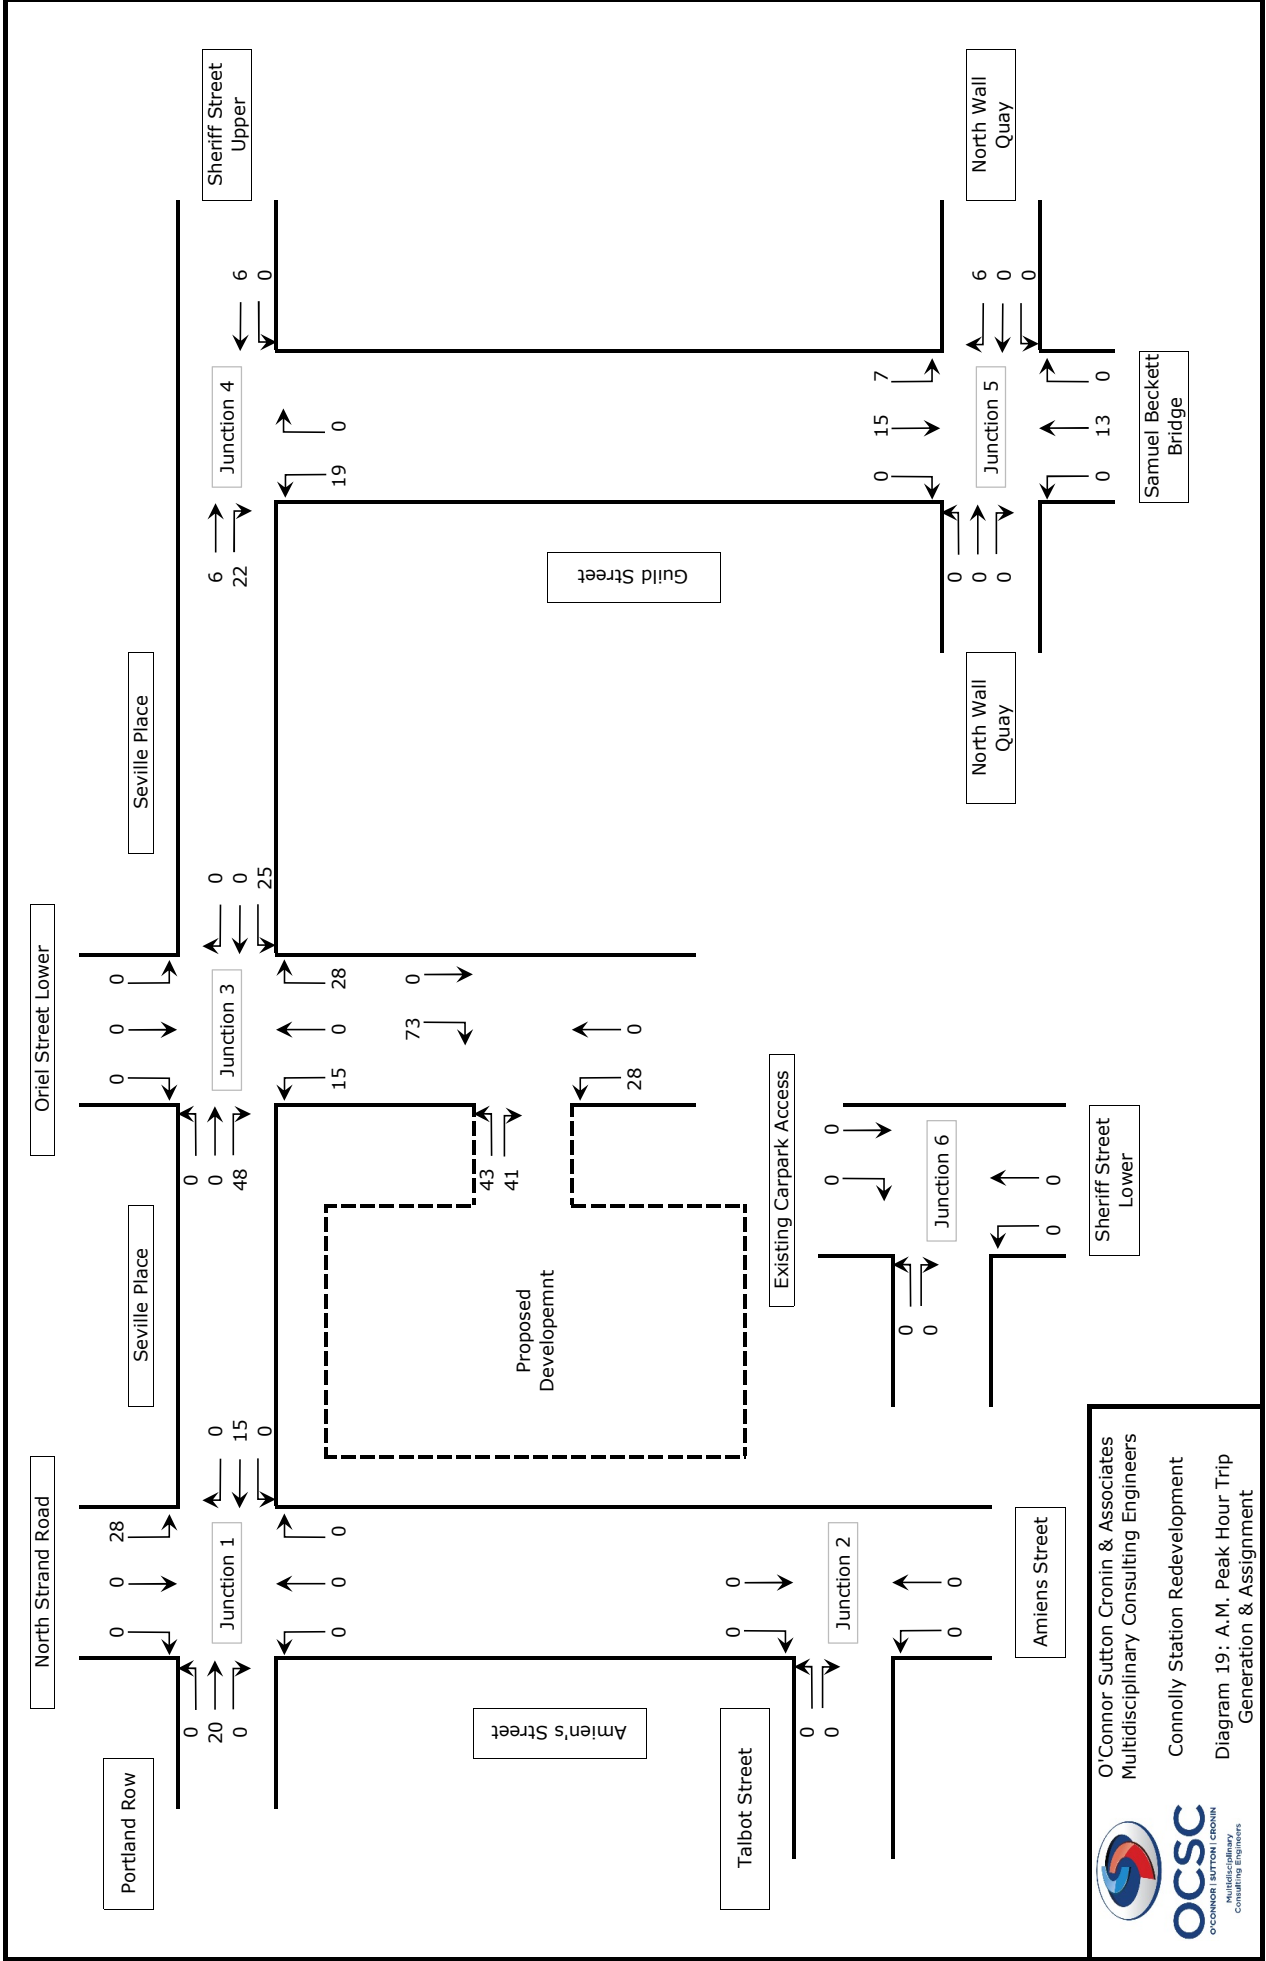 North Strand Road
Oriel Street Lower
Portland Row
0 0 28
Seville Place
0 0 0
Seville Place
0
20
0
Junction 1
0
15
0
0
0
48
Junction 3
0
0
25
6
22
Junction 4
6
0
Sheriff Street
Upper
0 0 0
15 0 28
19 0
73 0
Amien's Street
43
41
Guild Street
Proposed
Developemnt
28 0
Talbot Street
0 0
0
0
Junction 2
0 0
Amiens Street
Existing Carpark Access
0 0
0
0
Junction 6
0 0
Sheriff Street
Lower
0 15 7
North Wall
Quay
0
0
0
Junction 5
6
0
0
North Wall
Quay
0 13 0
Samuel Beckett
Bridge
OCSC
O'CONNOR | SUTTON | CRONIN
Multidisciplinary
Consulting Engineers
O'Connor Sutton Cronin & Associates
Multidisciplinary Consulting Engineers
Connolly Station Redevelopment
Diagram 19: A.M. Peak Hour Trip
Generation & Assignment